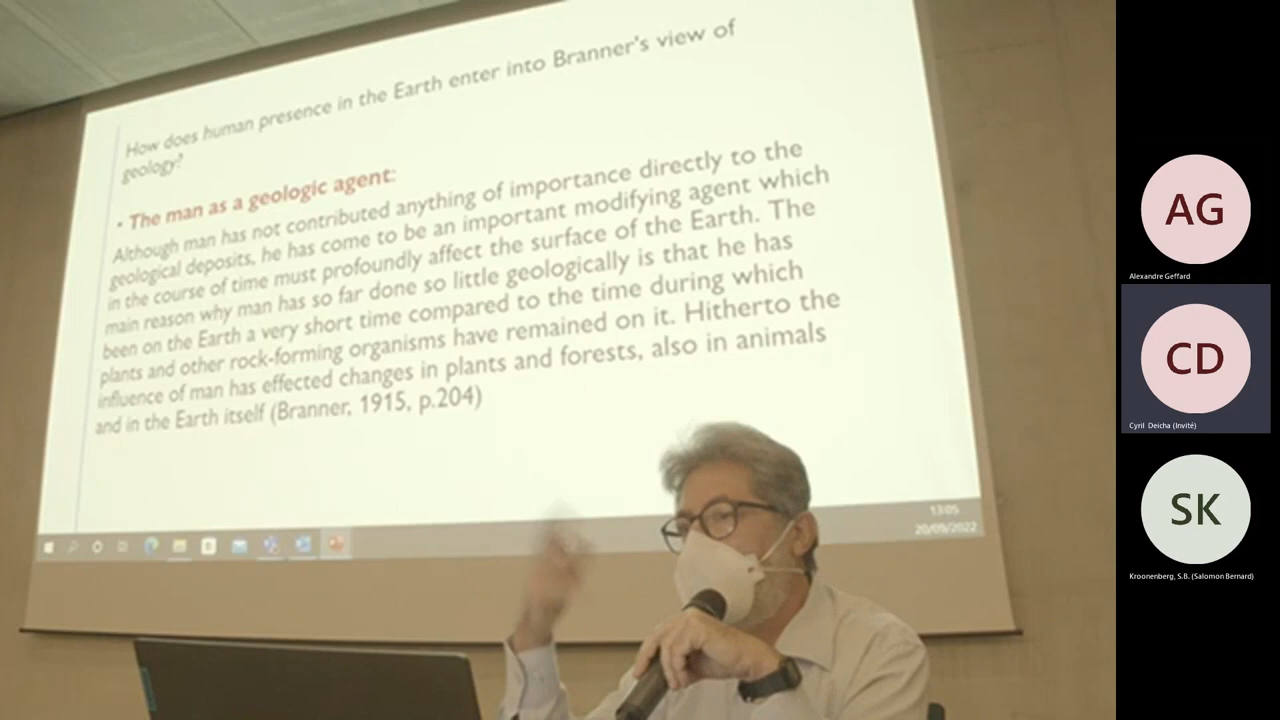 How does human presence in the Earth enter into Branner's view of
geology?
• The man as a geologic agent:
Although man has not contributed anything of importance directly to the
geological deposits, he has come to be an important modifying agent which
in the course of time must profoundly affect the surface of the Earth. The
main reason why man has so far done so little geologically is that he has
been on the Earth a very short time compared to the time during which
plants and other rock-forming organisms have remained on it. Hitherto the
influence of man has effected changes in plants and forests, also in animals
and in the Earth itself (Branner, 1915, p.204)
13:05
20/09/2022
AG
Alexandre Geffard
CD
Cyril Deicha (Invité)
SK
Kroonenberg, S.B. (Salomon Bernard)